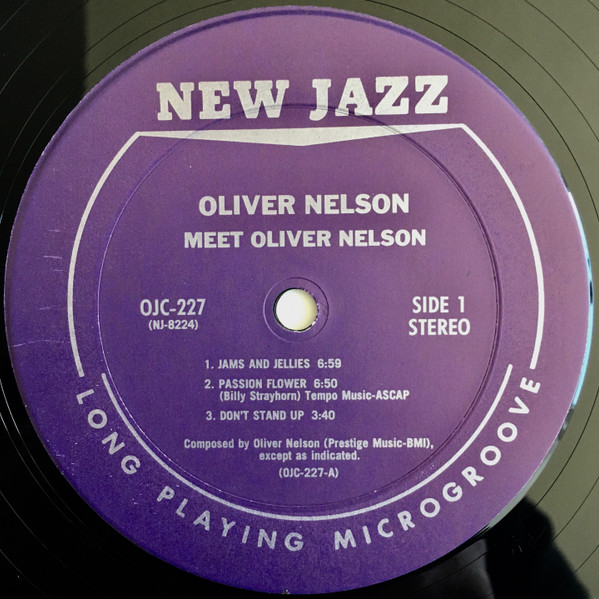 NEW JAZZ
OLIVER NELSON
MEET OLIVER NELSON
OJC-227
(NJ-8224)
SIDE 1
STEREO
1. JAMS AND JELLIES 6:59
2. PASSION FLOWER 6:50
(Billy Strayhorn) Tempo Music-ASCAP
3. DON'T STAND UP 3:40
Composed by Oliver Nelson (Prestige Music-BMI),
except as indicated.
(OJC-227-A)
LONG PLAYING MICROGROOVE